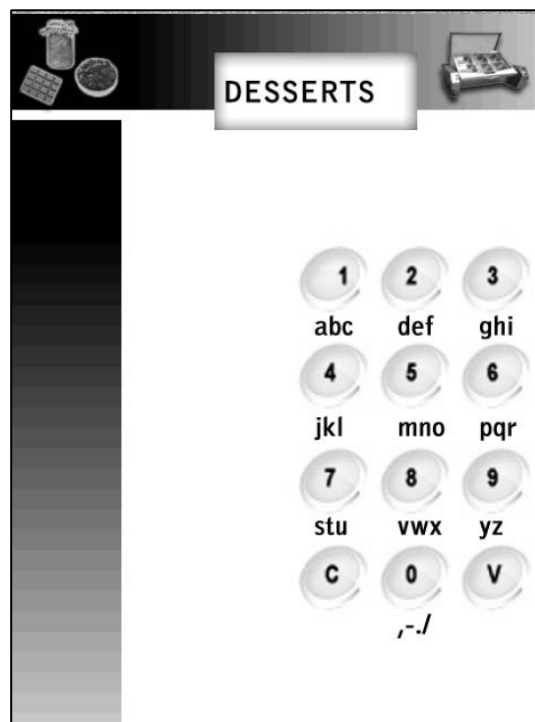 DESSERTS
1 2 3
abc def ghi
4 5 6
jkl mno pqr
7 8 9
stu vwx yz
C 0 V
,-./